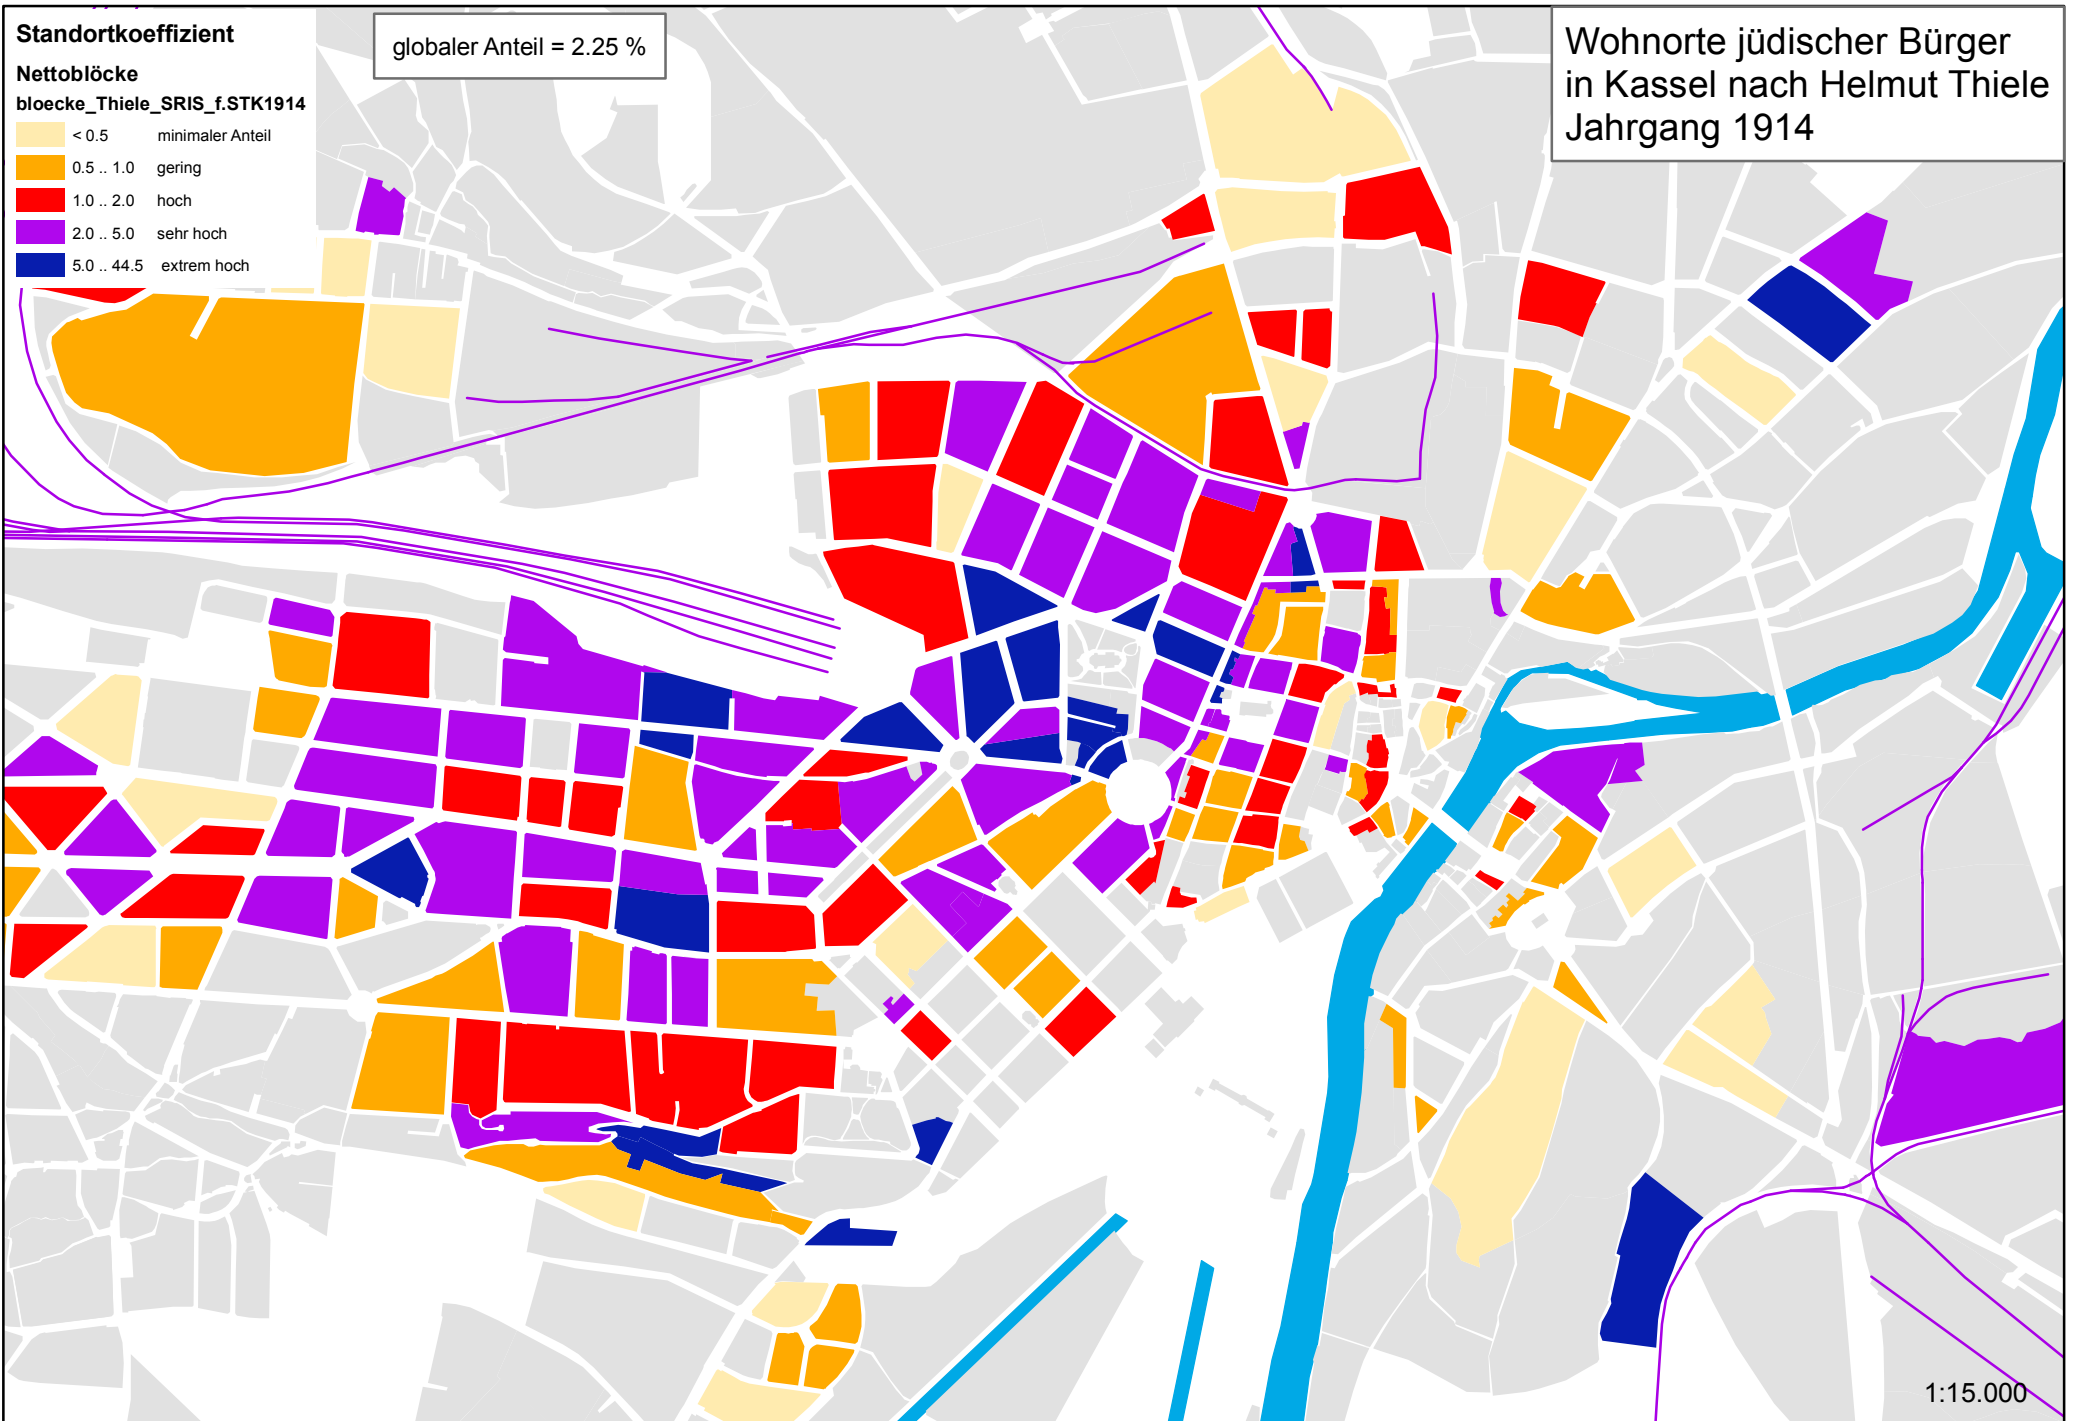 Standortkoeffizient
Nettoblöcke
bloecke_Thiele_SRIS_f.STK1914
< 0.5 minimaler Anteil
0.5 .. 1.0 gering
1.0 .. 2.0 hoch
2.0 .. 5.0 sehr hoch
5.0 .. 44.5 extrem hoch
globaler Anteil = 2.25 %
Wohnorte jüdischer Bürger
in Kassel nach Helmut Thiele
Jahrgang 1914
1:15.000